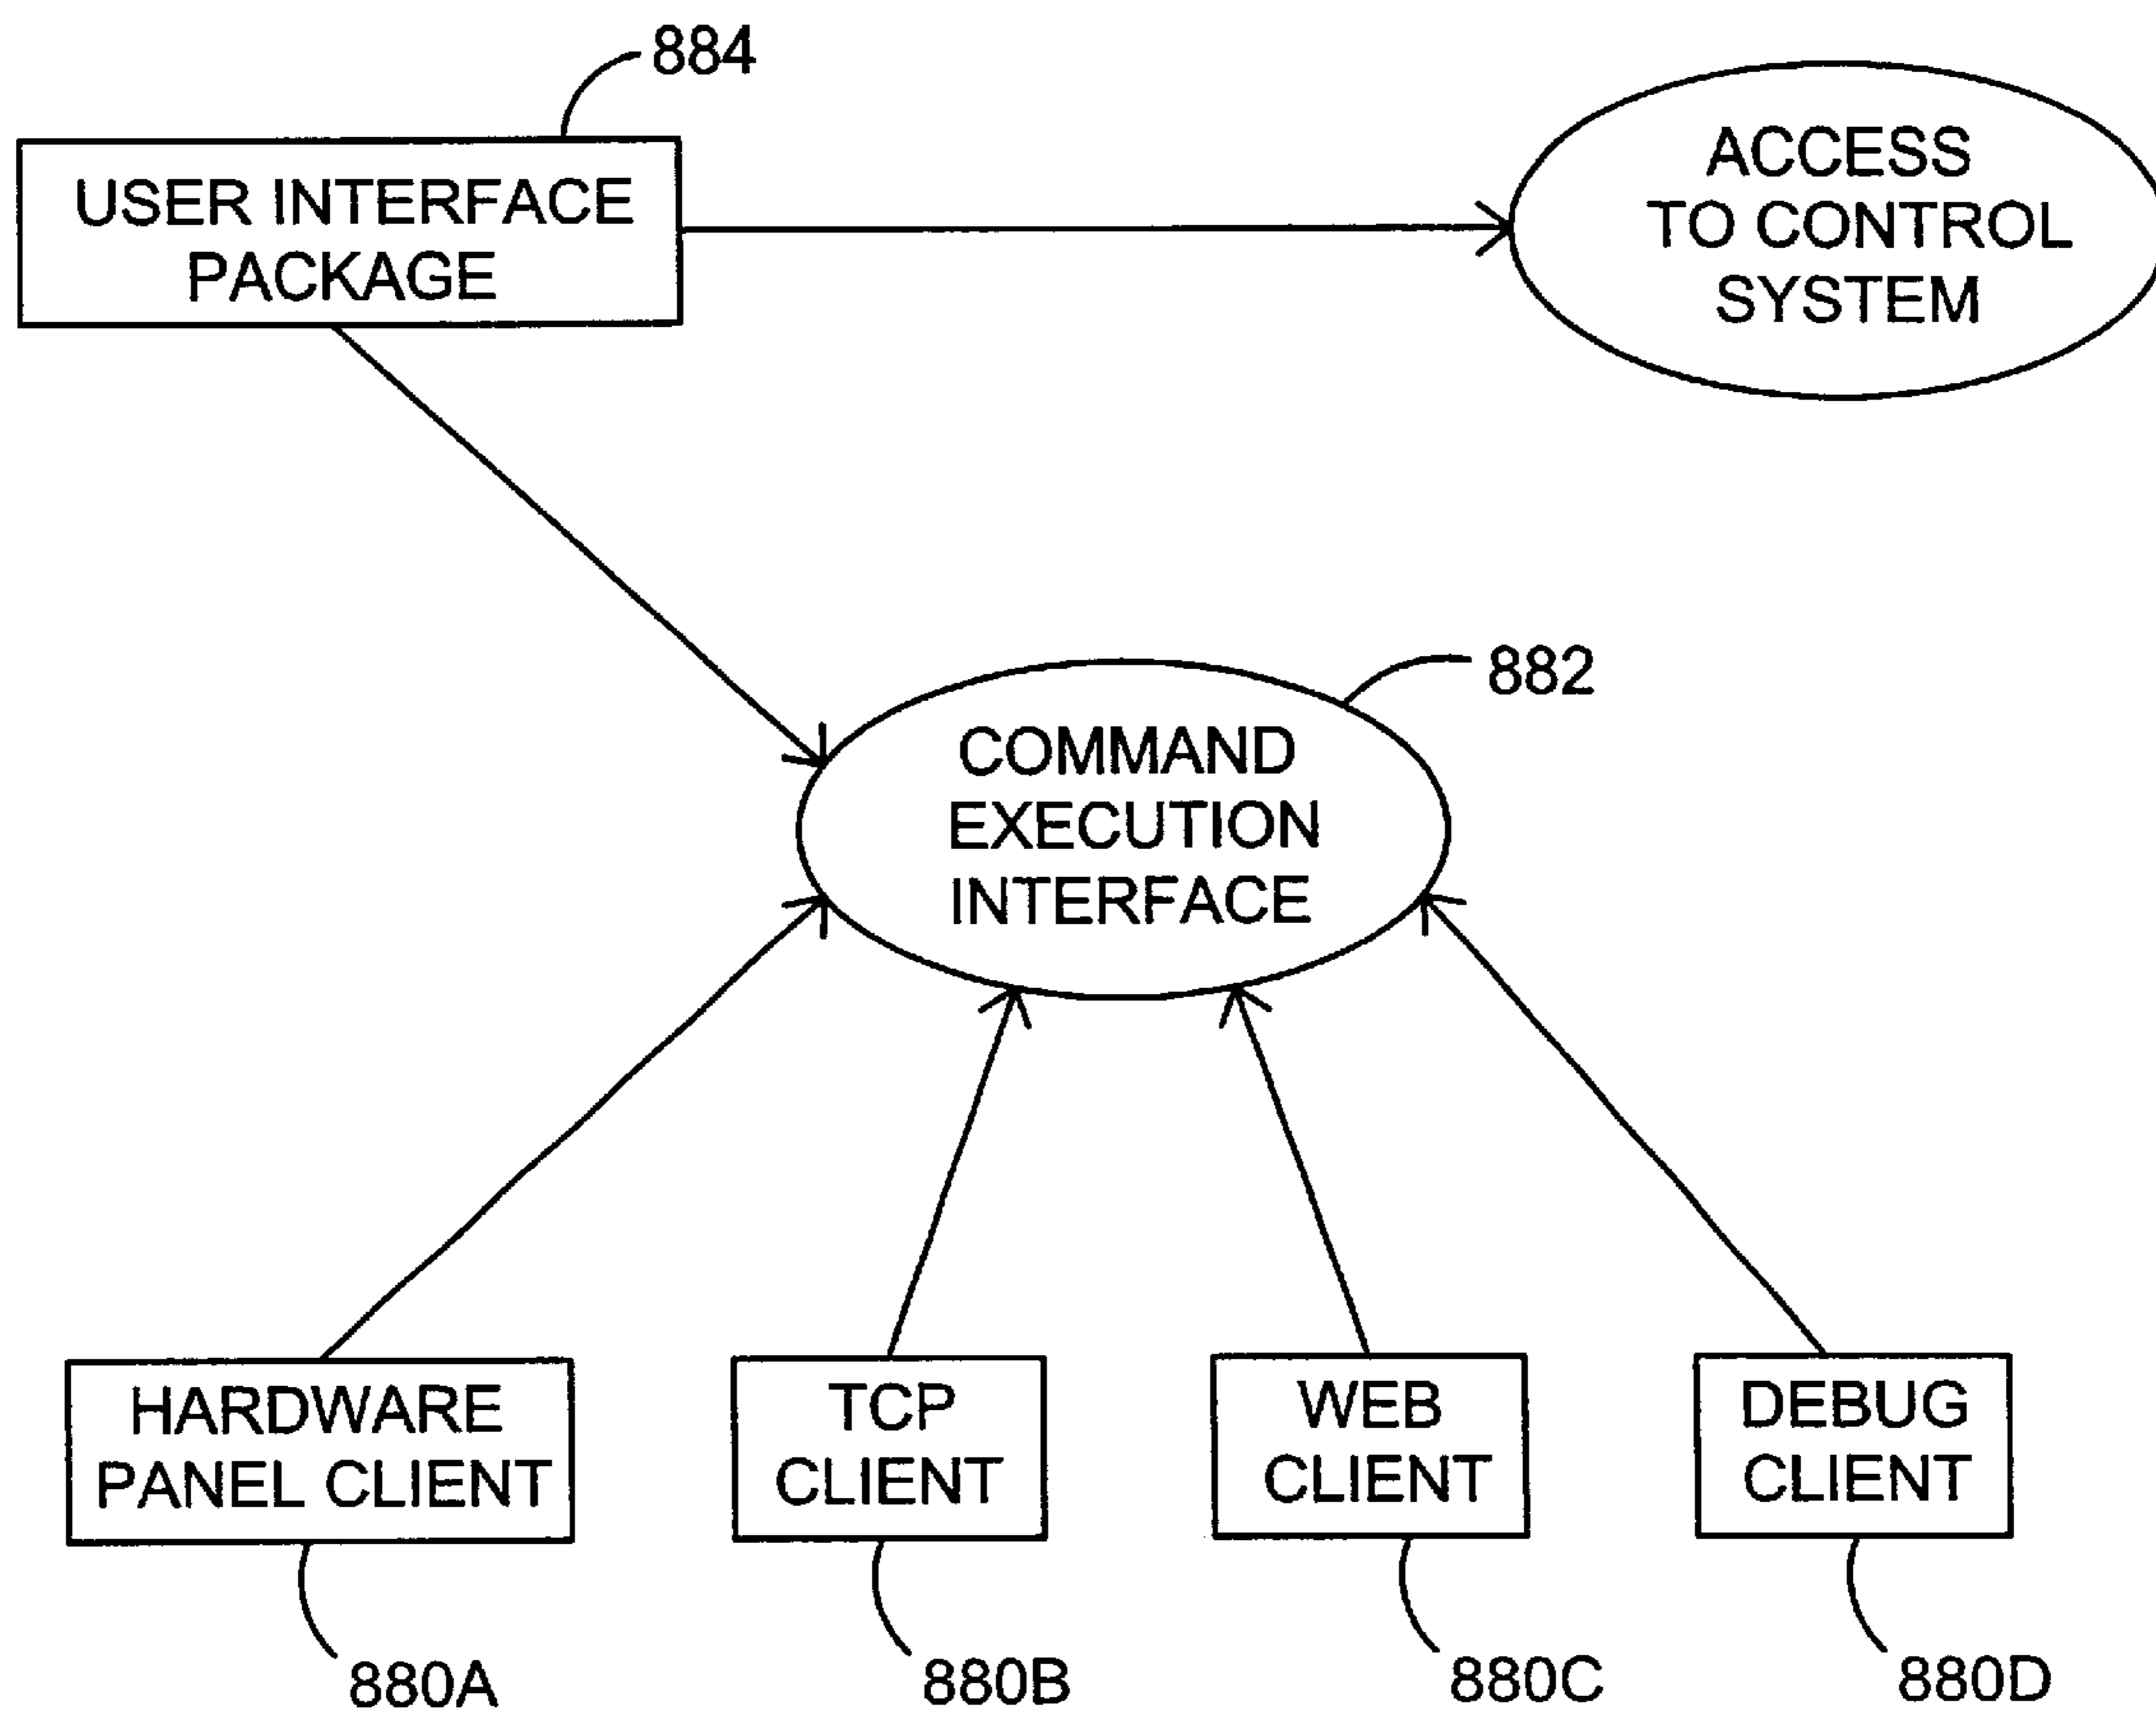 884
USER INTERFACE
PACKAGE
ACCESS
TO CONTROL
SYSTEM
882
COMMAND
EXECUTION
INTERFACE
HARDWARE
PANEL CLIENT
TCP
CLIENT
WEB
CLIENT
DEBUG
CLIENT
880A
880B
880C
880D